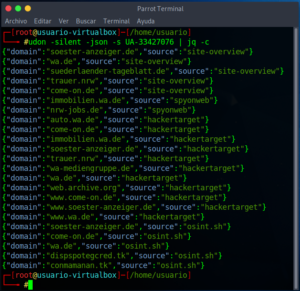 Parrot Terminal
Archivo Editar Ver Buscar Terminal Ayuda
[root@usuario-virtualbox]─[/home/usuario]
#udon -silent -json -s UA-33427076 | jq -c
{"domain":"soester-anzeiger.de","source":"site-overview"}
{"domain":"wa.de","source":"site-overview"}
{"domain":"suederlaender-tageblatt.de","source":"site-overview"}
{"domain":"trauer.nrw","source":"site-overview"}
{"domain":"come-on.de","source":"site-overview"}
{"domain":"immobilien.wa.de","source":"spyonweb"}
{"domain":"nrw-jobs.de","source":"spyonweb"}
{"domain":"auto.wa.de","source":"hackertarget"}
{"domain":"come-on.de","source":"hackertarget"}
{"domain":"immobilien.wa.de","source":"hackertarget"}
{"domain":"soester-anzeiger.de","source":"hackertarget"}
{"domain":"trauer.nrw","source":"hackertarget"}
{"domain":"wa-mediengruppe.de","source":"hackertarget"}
{"domain":"wa.de","source":"hackertarget"}
{"domain":"web.archive.org","source":"hackertarget"}
{"domain":"www.come-on.de","source":"hackertarget"}
{"domain":"www.soester-anzeiger.de","source":"hackertarget"}
{"domain":"www.wa.de","source":"hackertarget"}
{"domain":"soester-anzeiger.de","source":"osint.sh"}
{"domain":"come-on.de","source":"osint.sh"}
{"domain":"wa.de","source":"osint.sh"}
{"domain":"dispspotegcred.tk","source":"osint.sh"}
{"domain":"conmamanan.tk","source":"osint.sh"}
[root@usuario-virtualbox]─[/home/usuario]
#